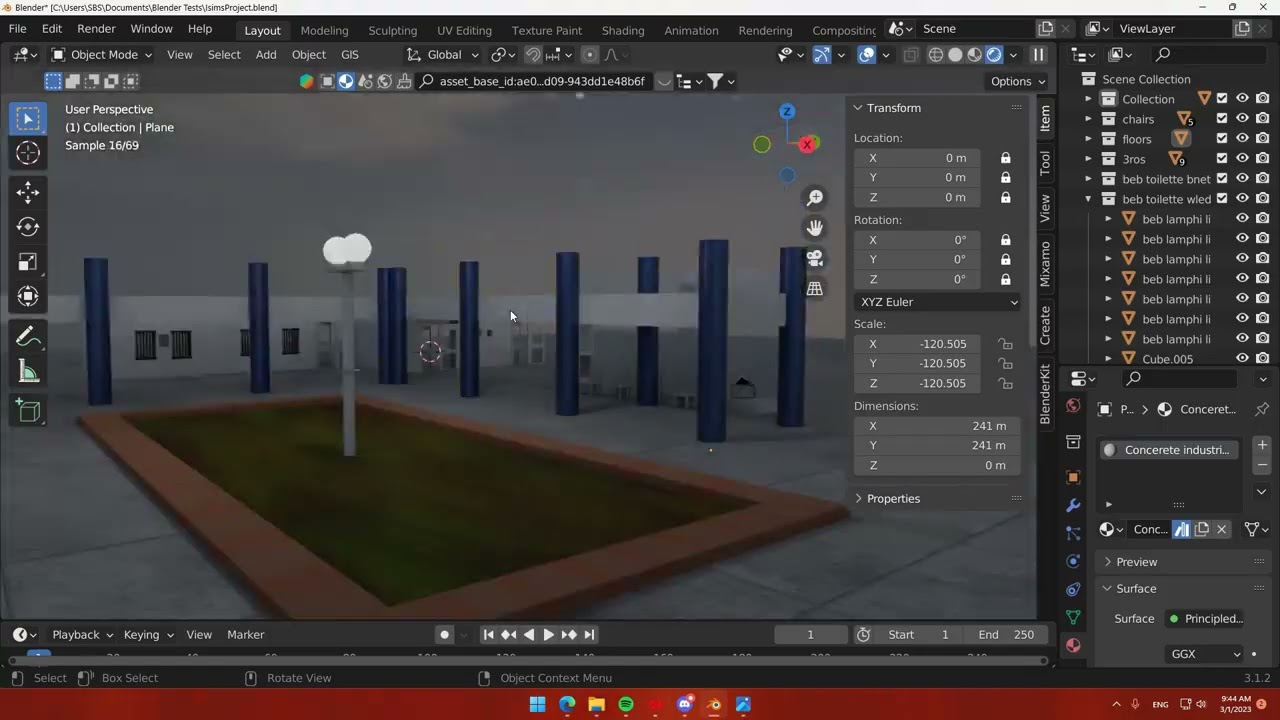 Blender* [C:\Users\SBS\Documents\Blender Tests\IsimsProject.blend]
File Edit Render Window Help Layout Modeling Sculpting UV Editing Texture Paint Shading Animation Rendering Compositing Scene ViewLayer
Object Mode View Select Add Object GIS Global
asset_base_id:ae0...d09-943dd1e48b6f Options
User Perspective
(1) Collection | Plane
Sample 16/69
Z
X
Transform
Location:
X 0 m
Y 0 m
Z 0 m
Rotation:
X 0°
Y 0°
Z 0°
XYZ Euler
Scale:
X -120.505
Y -120.505
Z -120.505
Dimensions:
X 241 m
Y 241 m
Z 0 m
Properties
Item
Tool
View
Mixamo
Create
BlenderKit
Scene Collection
Collection
chairs 5
floors
3ros 9
beb toilette bnet
beb toilette wled
beb lamphi li
beb lamphi li
beb lamphi li
beb lamphi li
beb lamphi li
beb lamphi li
beb lamphi li
Cube.005
P... Conceret...
Concerete industri...
Conc...
Preview
Surface
Surface Principled...
GGX
Playback Keying View Marker 1 Start 1 End 250
Select Box Select Rotate View Object Context Menu 3.1.2
ENG 9:44 AM
3/1/2023